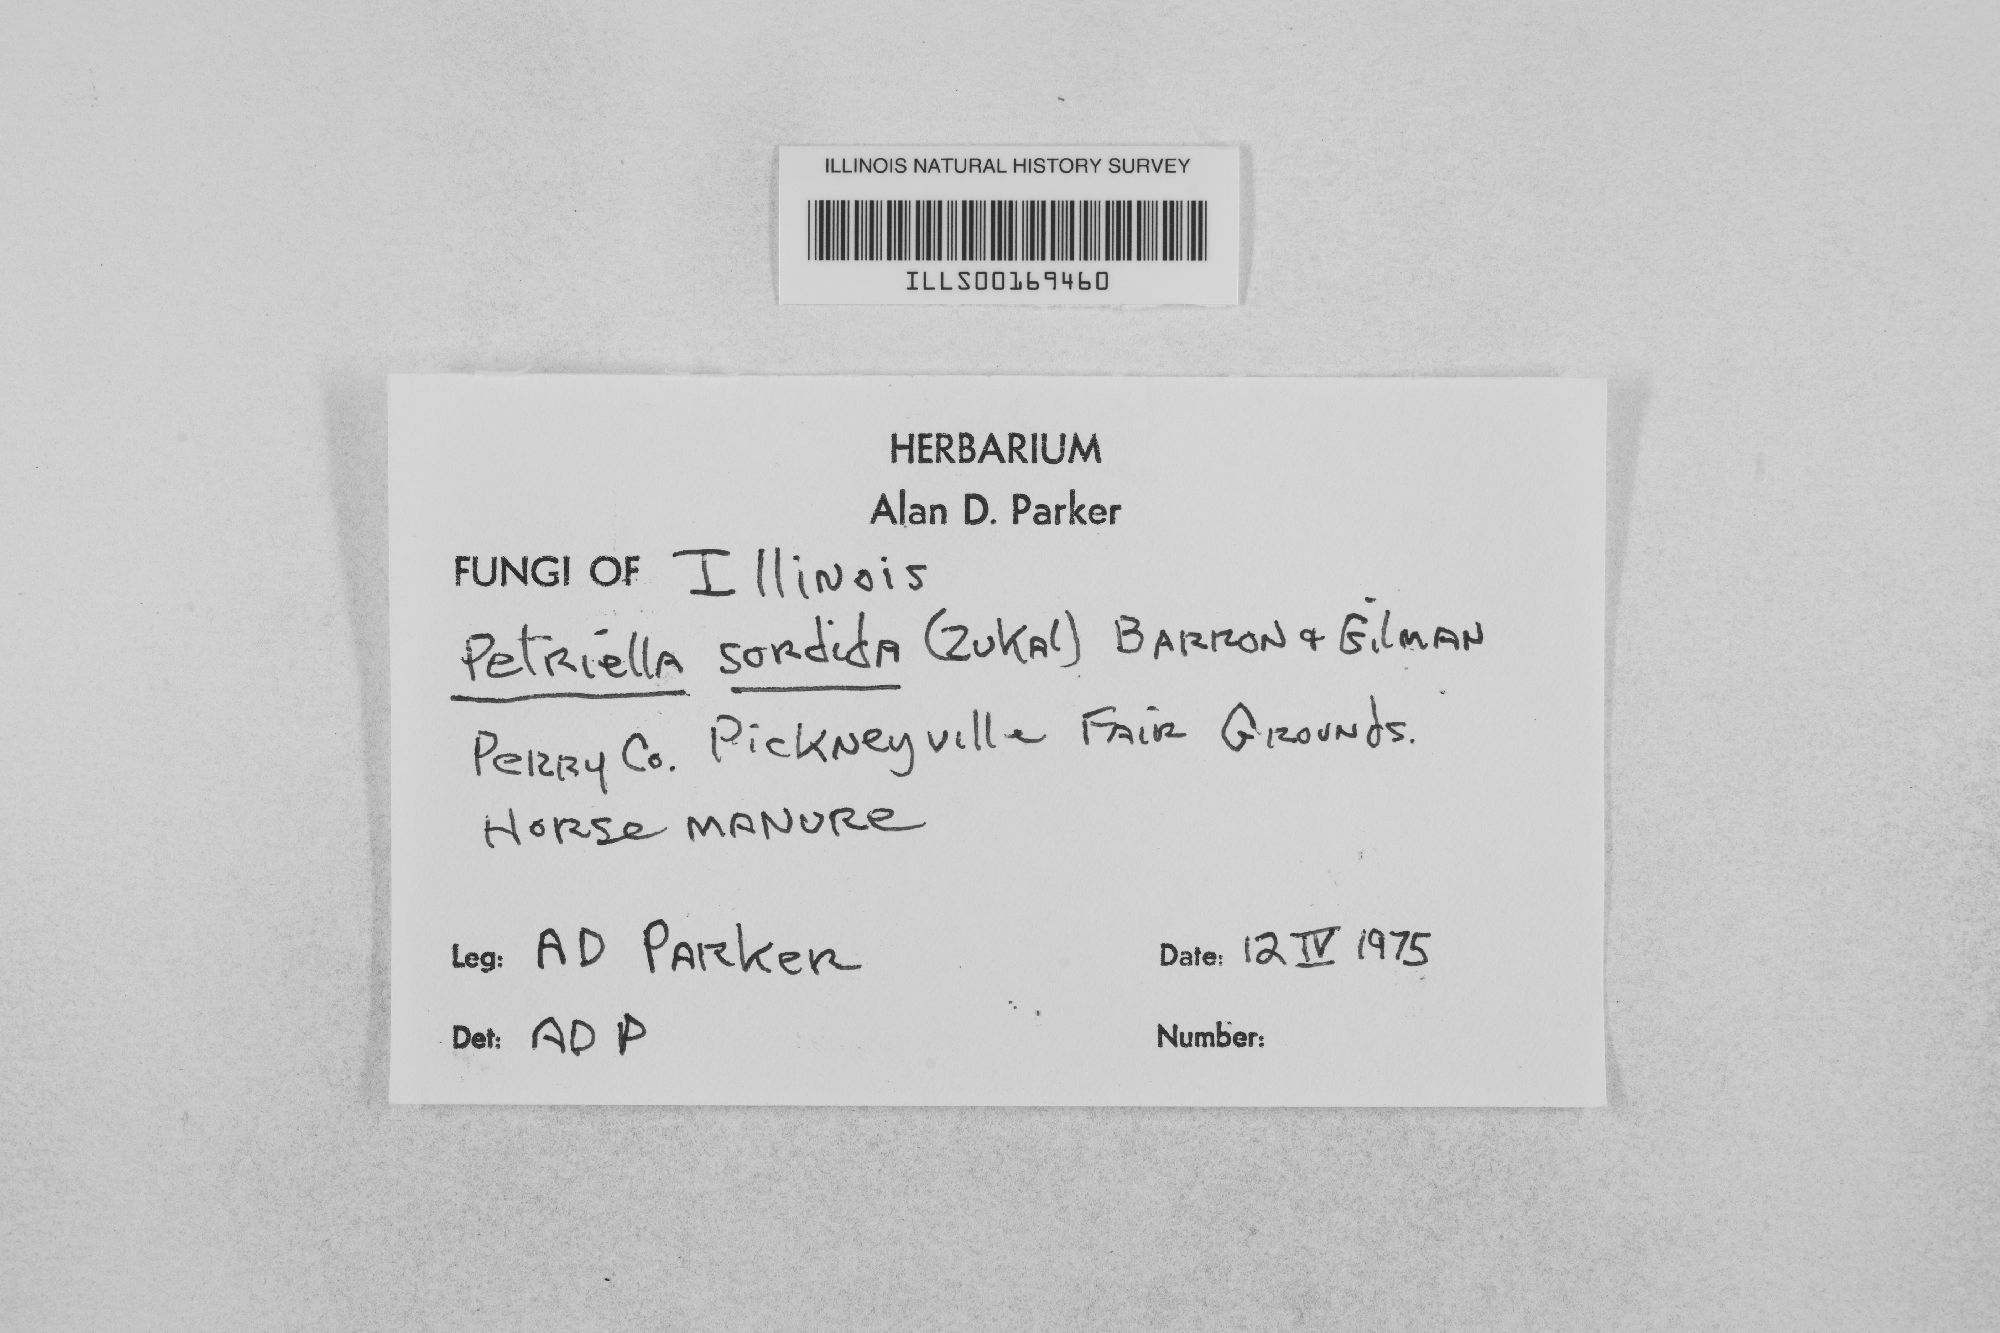 ILLINOIS NATURAL HISTORY SURVEY
ILLS00169460
HERBARIUM
Alan D. Parker
FUNGI OF Illinois
Petriella sordida (Zukal) Barron & Gilman
Perry Co. Pickneyville Fair Grounds.
Horse manure
Leg: AD Parker
Date: 12 IV 1975
Det: ADP
Number: